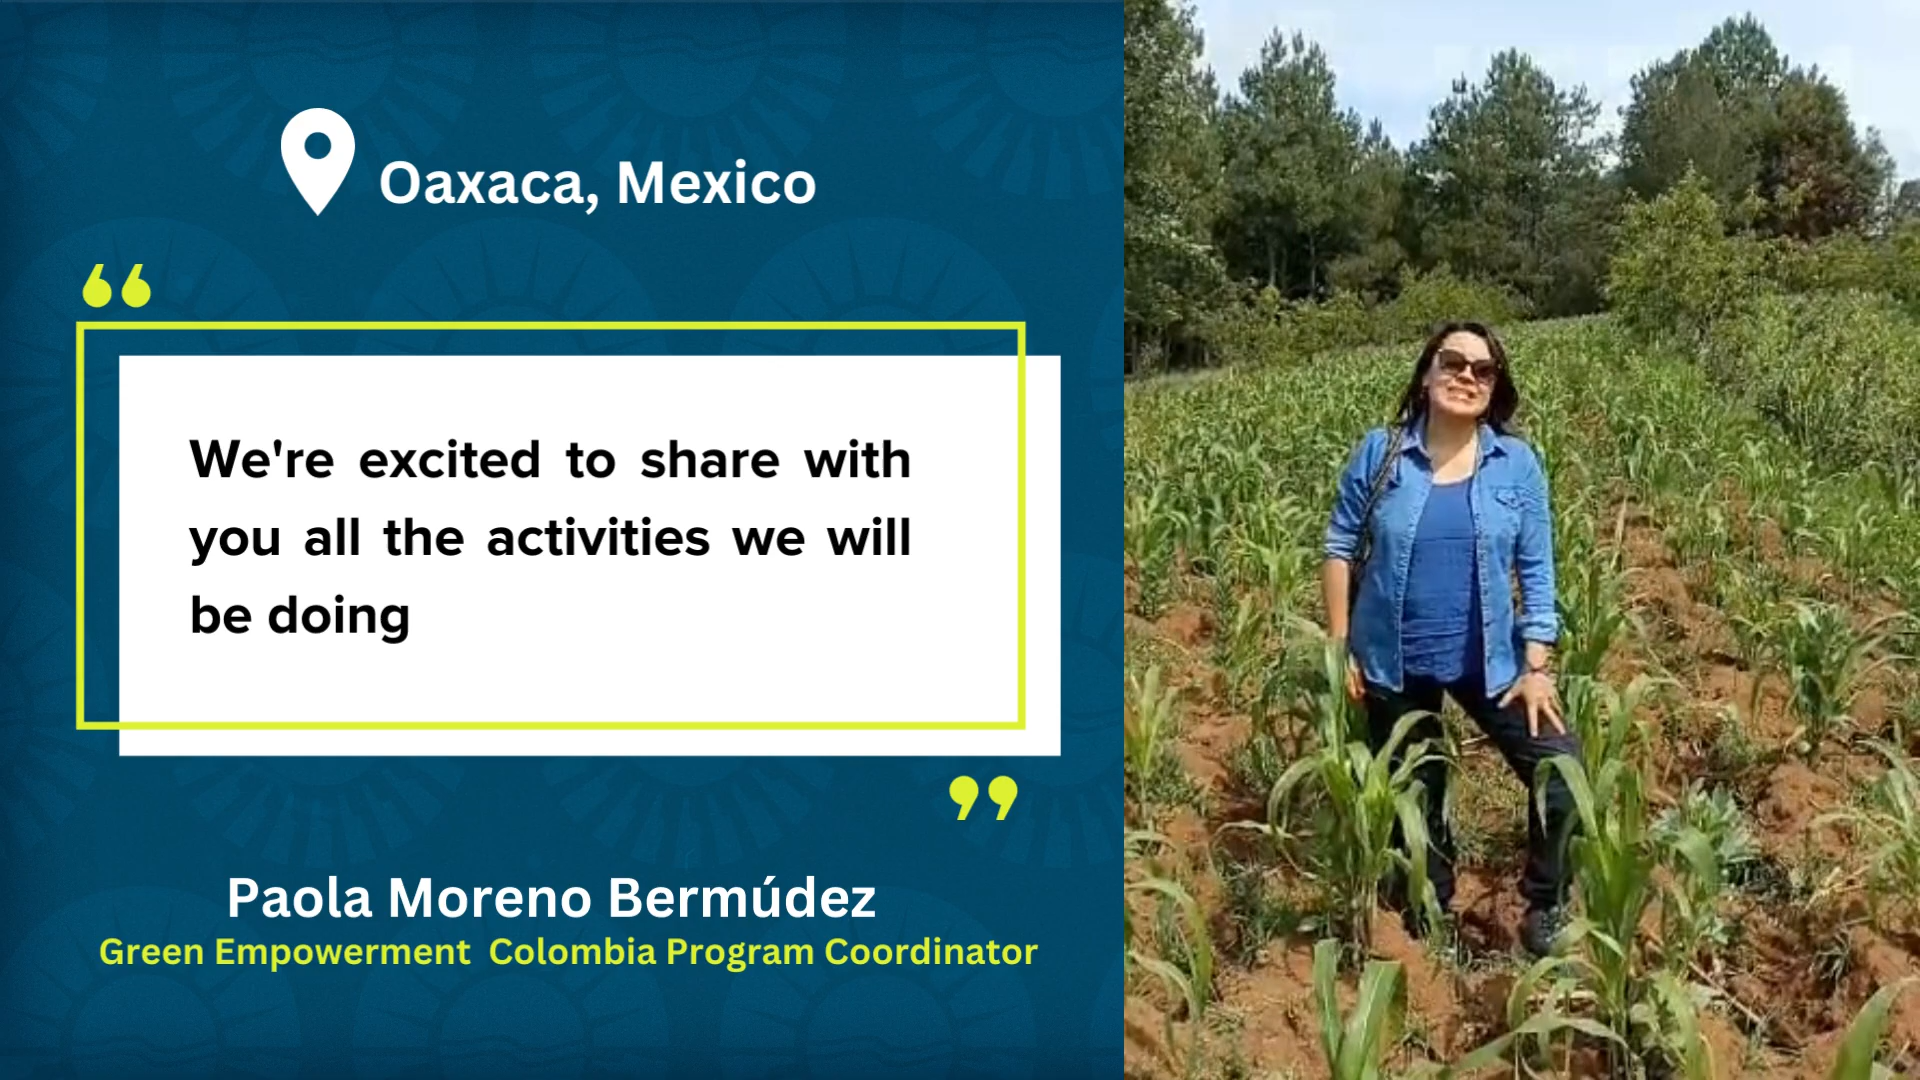 Oaxaca, Mexico
“
We're excited to share with
you all the activities we will
be doing
”
Paola Moreno Bermúdez
Green Empowerment  Colombia Program Coordinator